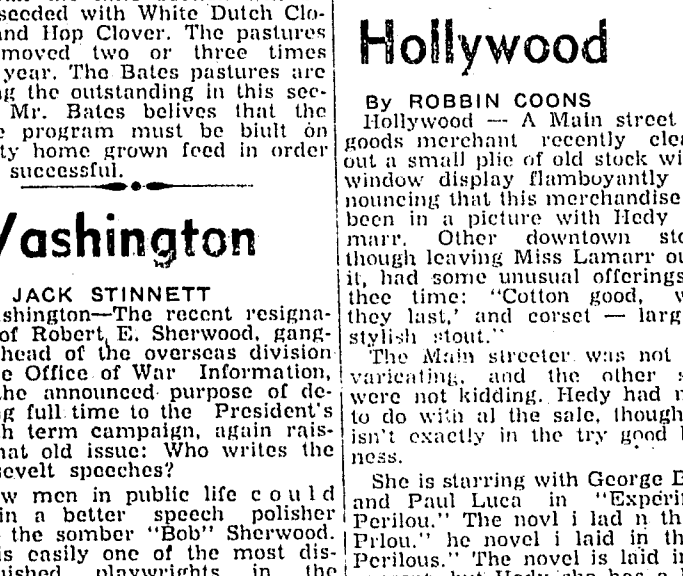 seeded with White Dutch Clo-
and Hop Clover. The pastures
moved two or three times
year. The Bates pastures are
g the outstanding in this sec-
Mr. Bates belives that the
e program must be biult on
ty home grown feed in order
successful.
Washington
JACK STINNETT
shington—The recent resigna-
of Robert E. Sherwood, gang-
head of the overseas division
e Office of War Information,
he announced purpose of de-
g full time to the President's
h term campaign, again rais-
hat old issue: Who writes the
sevelt speeches?
w men in public life could
in a better speech polisher
the somber "Bob" Sherwood.
is easily one of the most dis-
uished playwrights in the
Hollywood
By ROBBIN COONS
Hollywood — A Main street
goods merchant recently clea
out a small plie of old stock wi
window display flamboyantly
nouncing that this merchandise
been in a picture with Hedy
marr. Other downtown sto
though leaving Miss Lamarr ou
it, had some unusual offerings
thee time: "Cotton good, w
they last,' and corset — larg
stylish stout."
The Main streeter was not
varicating, and the other s
were not kidding. Hedy had n
to do with al the sale, though
isn't exactly in the try good b
ness.
She is starring with George B
and Paul Luca in "Experi
Perilou." The novl i lad n th
Prlou." he novel i laid in th
Perilous." The novel is laid in
but Hedy she has a